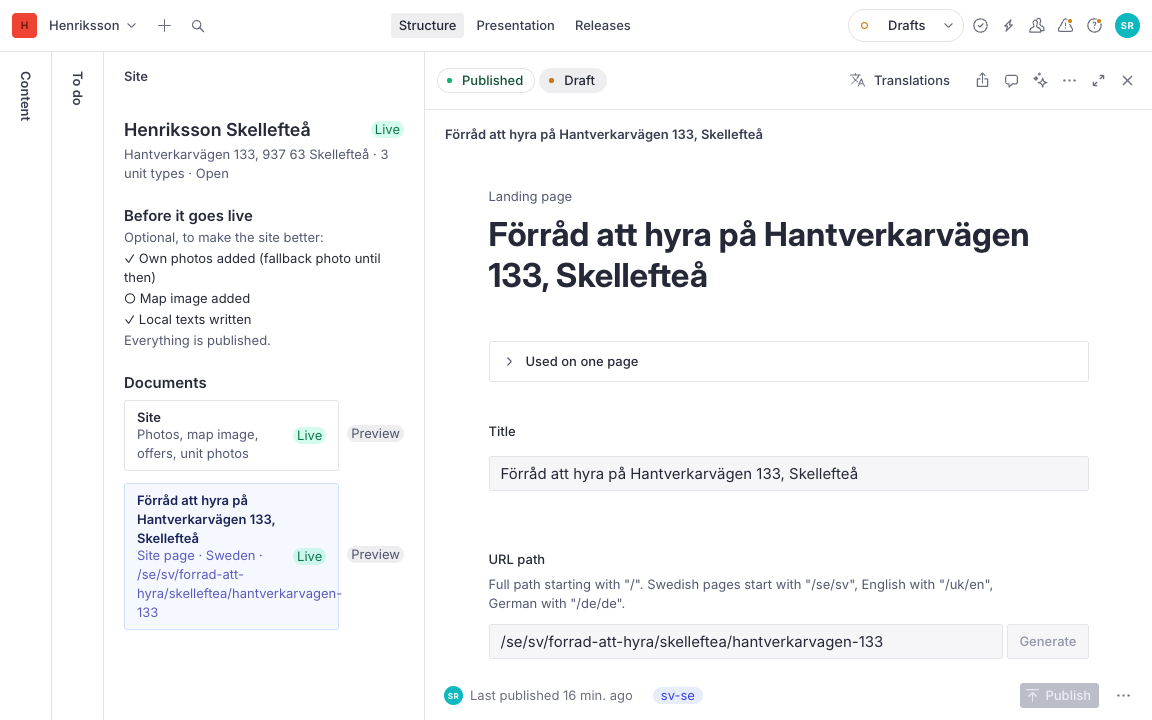 H
Henriksson
Structure
Presentation
Releases
Drafts
SR
Content
To do
Site
Henriksson Skellefteå
Live
Hantverkarvägen 133, 937 63 Skellefteå · 3
unit types · Open
Before it goes live
Optional, to make the site better:
✓ Own photos added (fallback photo until
then)
○ Map image added
✓ Local texts written
Everything is published.
Documents
Site
Photos, map image,
offers, unit photos
Live
Preview
Förråd att hyra på
Hantverkarvägen 133,
Skellefteå
Site page · Sweden ·
/se/sv/forrad-att-
hyra/skelleftea/hantverkarvagen-
133
Live
Preview
Published
Draft
Translations
Förråd att hyra på Hantverkarvägen 133, Skellefteå
Landing page
Förråd att hyra på Hantverkarvägen
133, Skellefteå
Used on one page
Title
Förråd att hyra på Hantverkarvägen 133, Skellefteå
URL path
Full path starting with "/". Swedish pages start with "/se/sv", English with "/uk/en",
German with "/de/de".
/se/sv/forrad-att-hyra/skelleftea/hantverkarvagen-133
Generate
SR
Last published 16 min. ago
sv-se
Publish